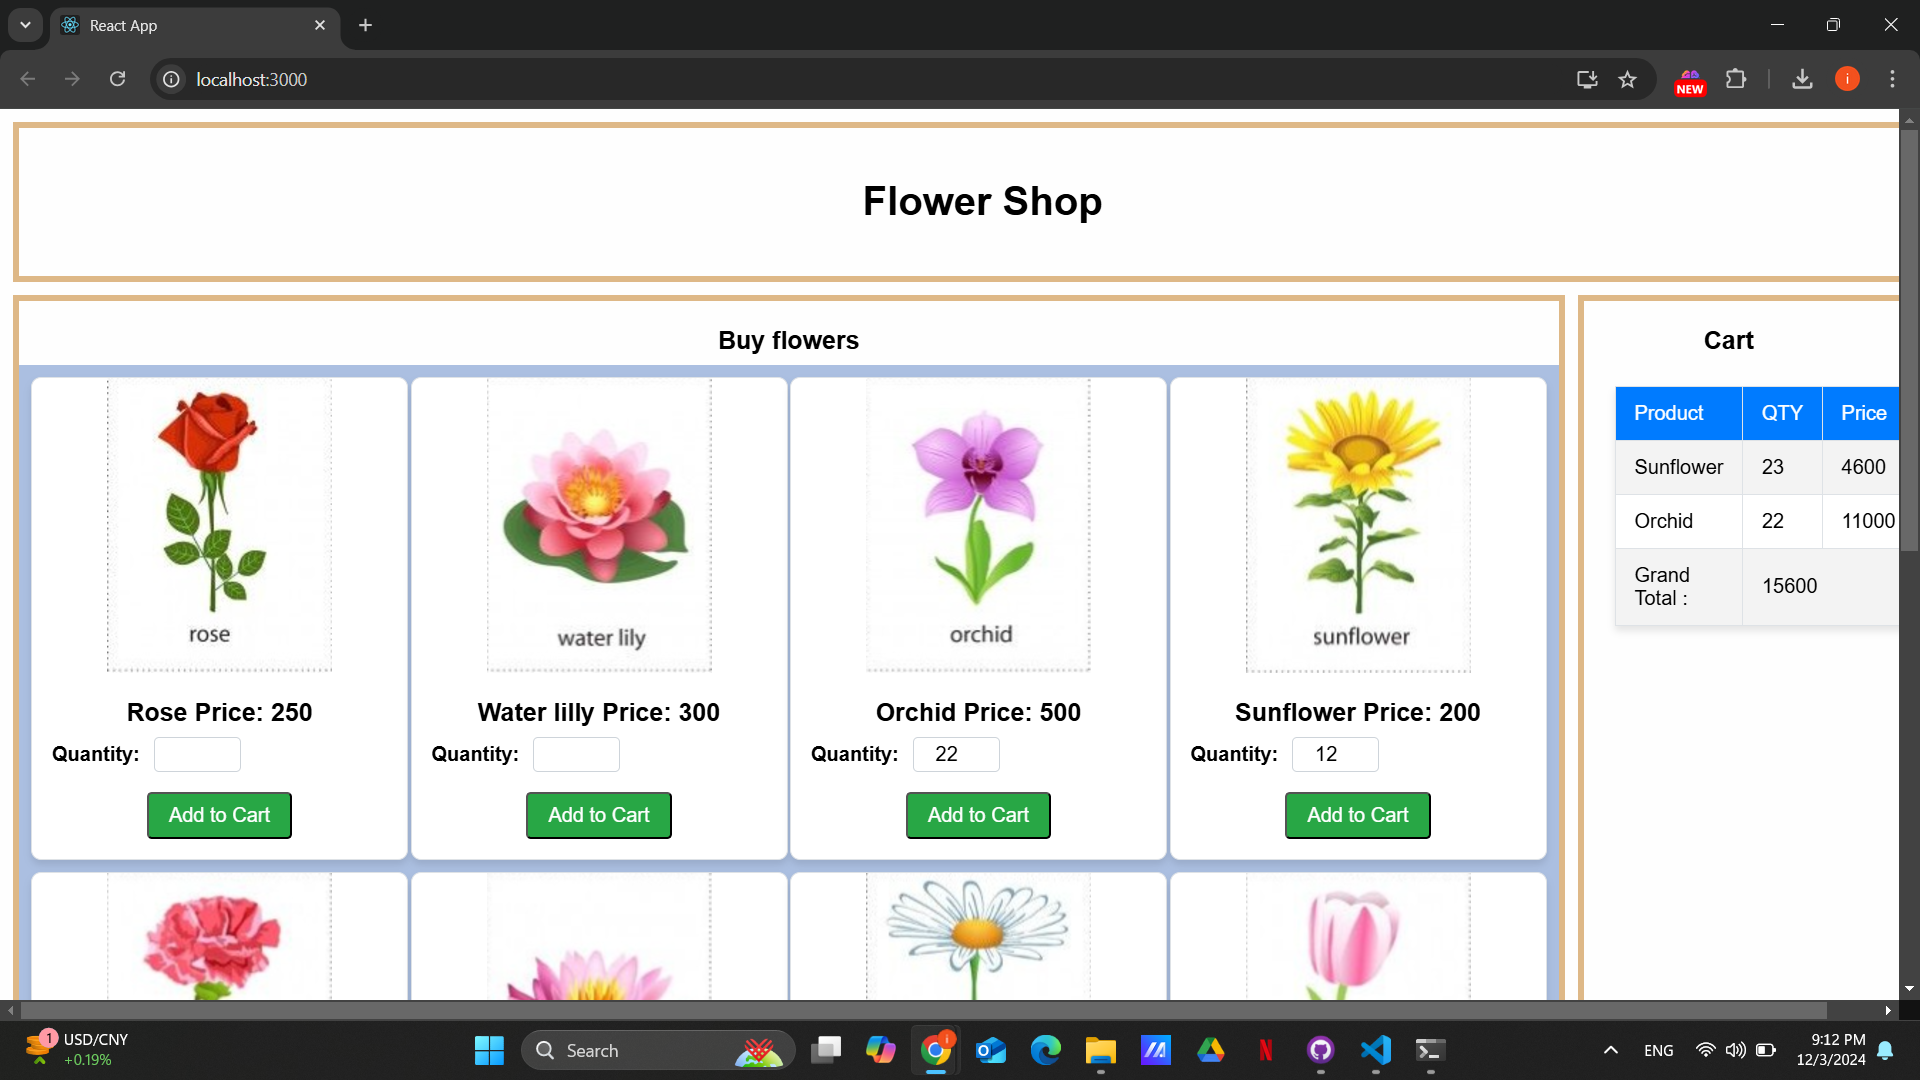 React App
localhost:3000
NEW
i
Flower Shop
Buy flowers
Cart
rose
water lily
orchid
sunflower
Rose Price: 250
Water lilly Price: 300
Orchid Price: 500
Sunflower Price: 200
Quantity:
Quantity:
Quantity: 22
Quantity: 12
Add to Cart
Add to Cart
Add to Cart
Add to Cart
Product QTY Price
Sunflower 23 4600
Orchid 22 11000
Grand
Total : 15600
1
USD/CNY
+0.19%
Search
i
N
ENG
9:12 PM
12/3/2024